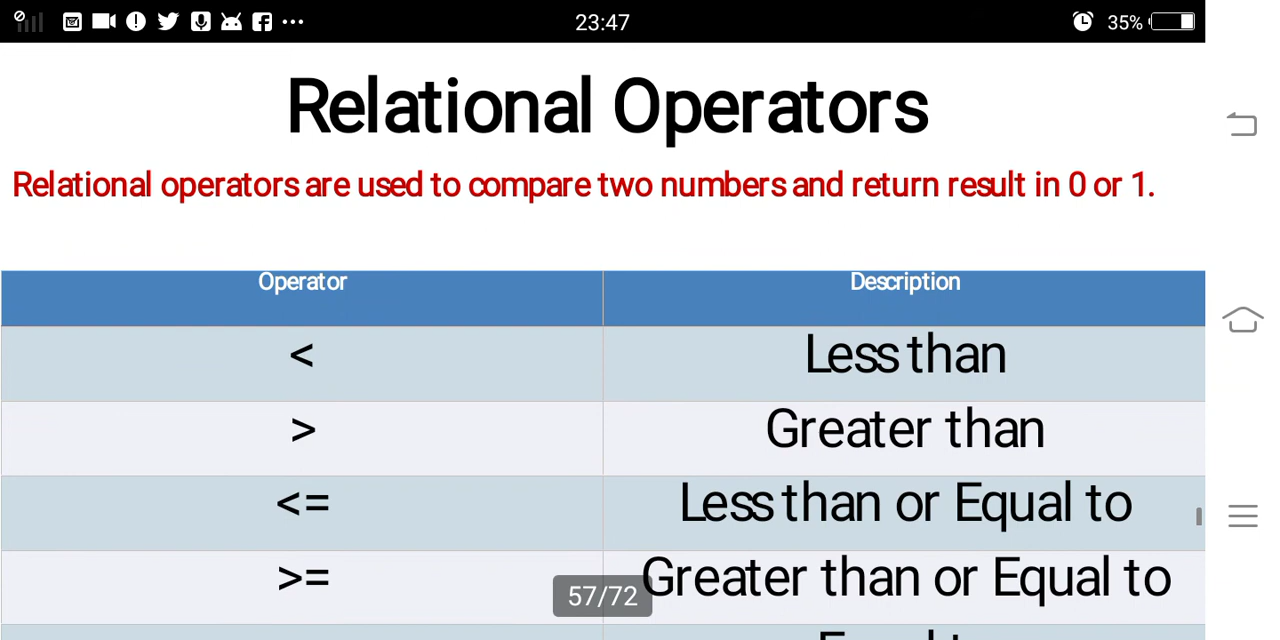 23:47
35%
Relational Operators
Relational operators are used to compare two numbers and return result in 0 or 1.
Operator Description
< Less than
> Greater than
<= Less than or Equal to
>= Greater than or Equal to
57/72